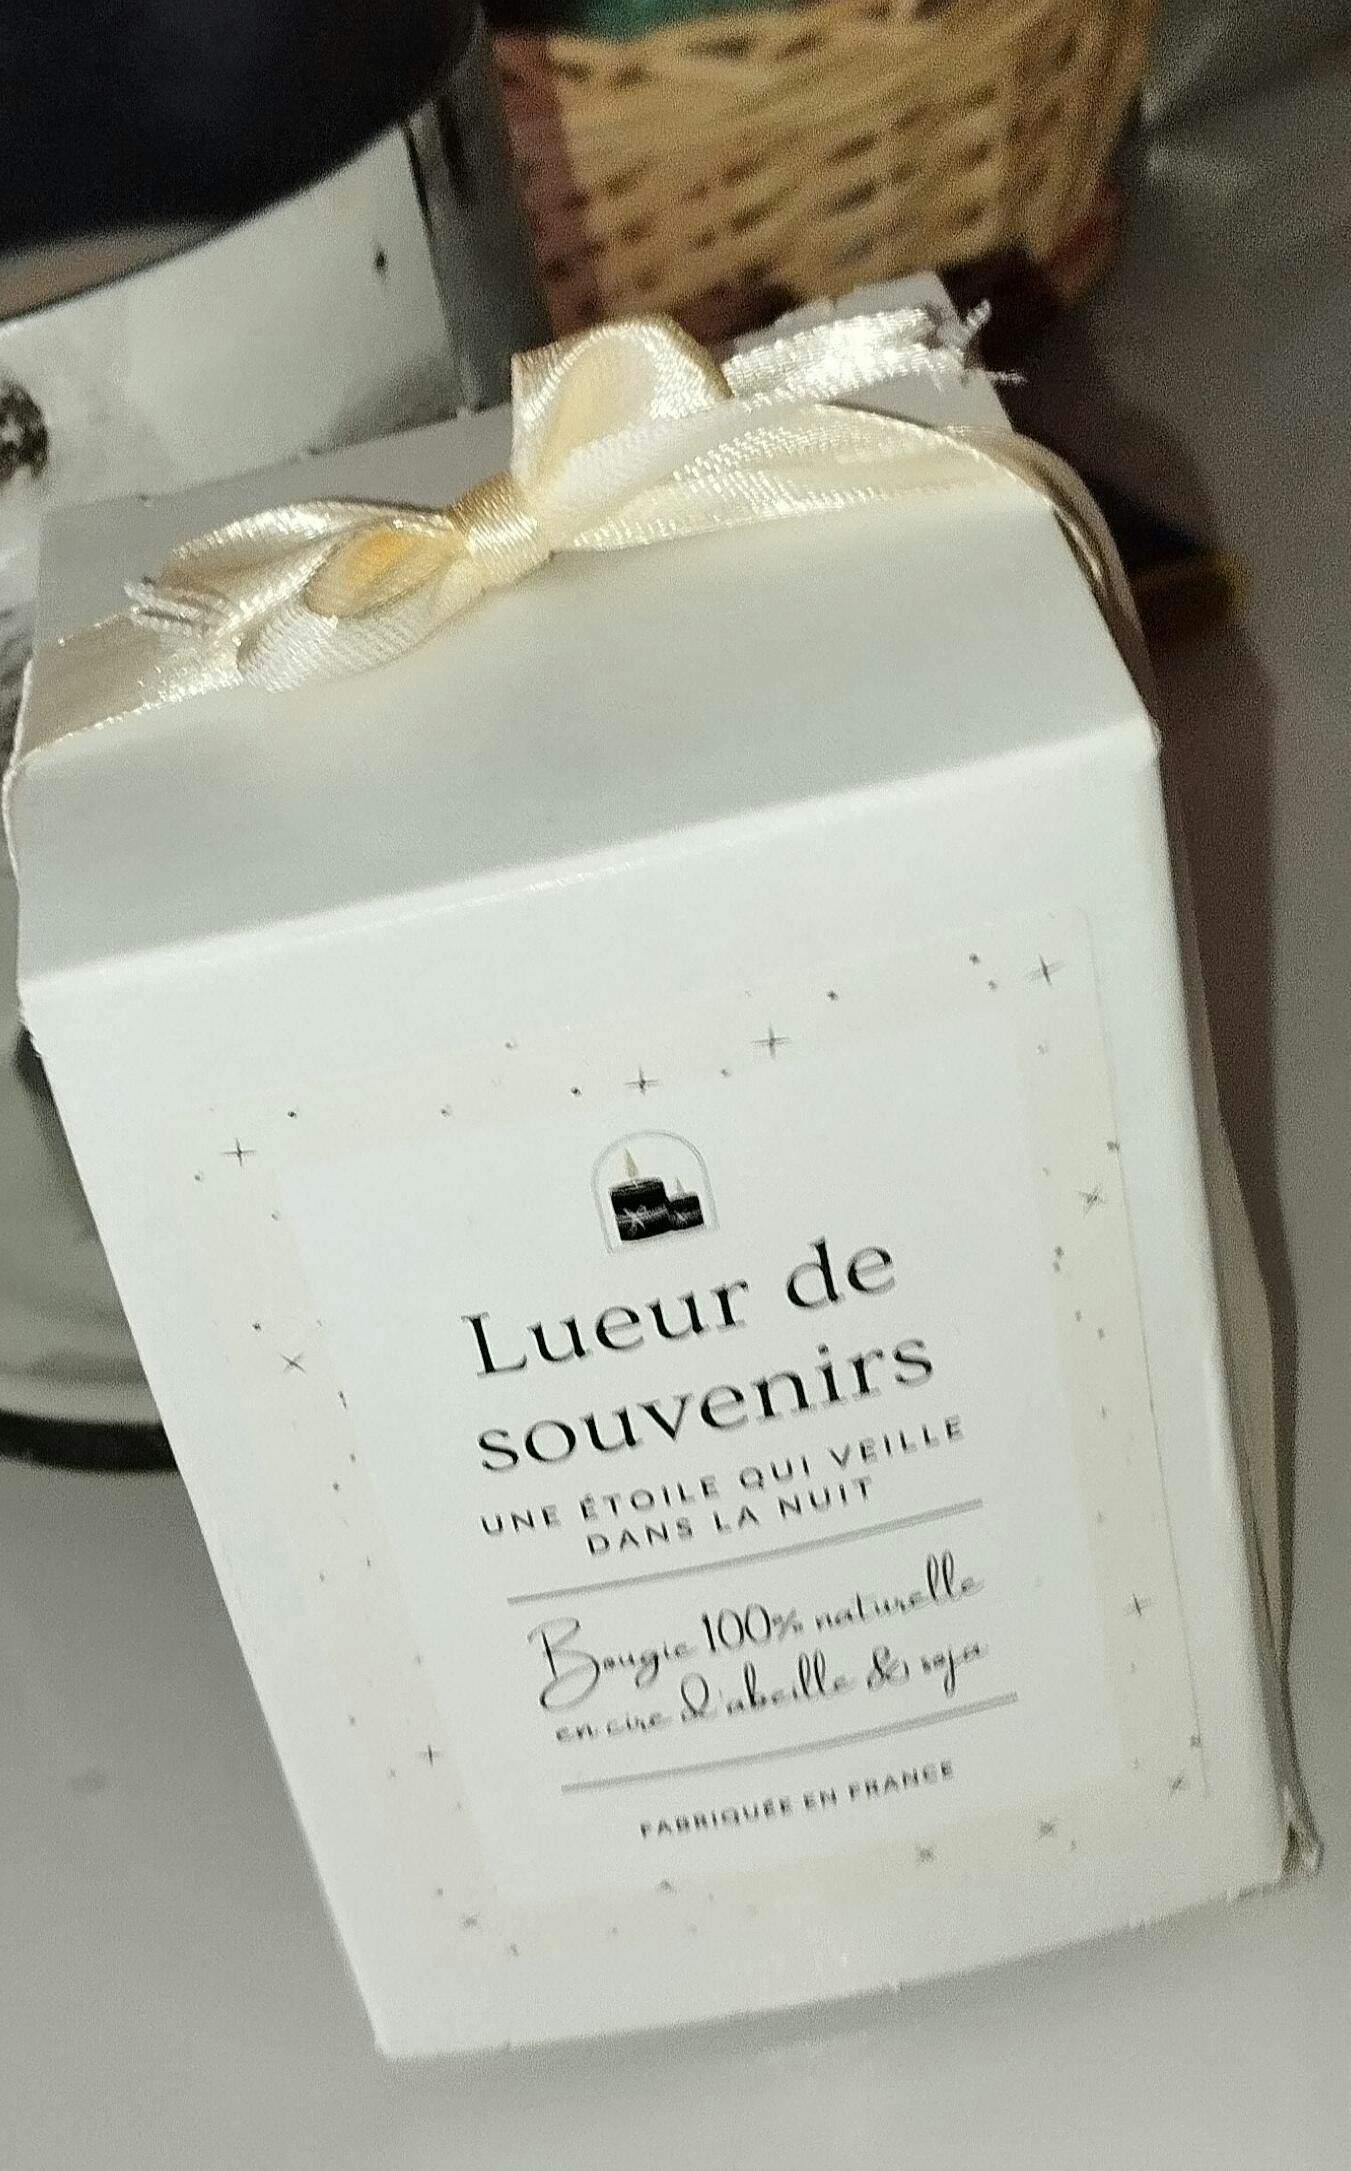 Lueur de
souvenirs
UNE ÉTOILE QUI VEILLE
DANS LA NUIT
Bougie 100% naturelle
en cire d'abeille & soja
FABRIQUÉE EN FRANCE